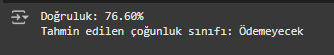 Doğruluk: 76.60%
Tahmin edilen çoğunluk sınıfı: Ödemeyecek